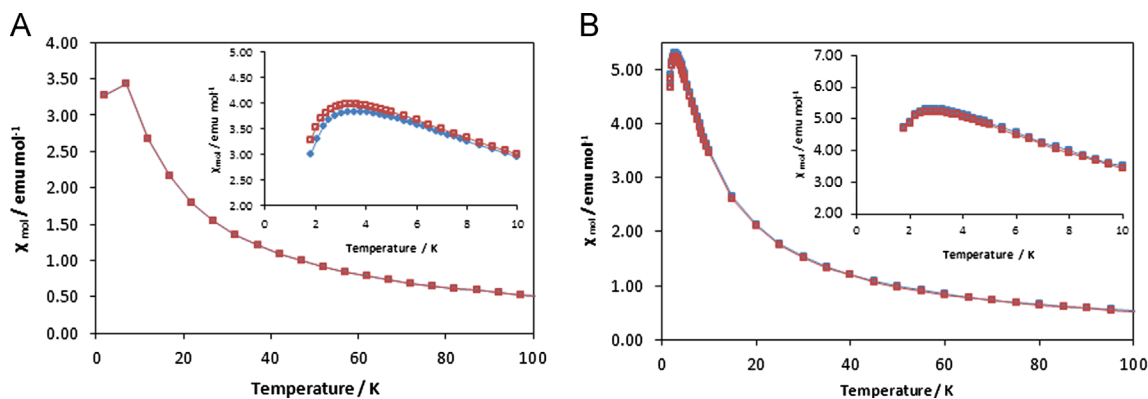 A
χ mol / emu mol-1
4.00
3.50
3.00
2.50
2.00
1.50
1.00
0.50
0.00
0 20 40 60 80 100
Temperature / K
χmol / emu mol-1
5.00
4.50
4.00
3.50
3.00
2.50
2.00
0 2 4 6 8 10
Temperature / K
B
χ mol / emu mol-1
5.00
4.00
3.00
2.00
1.00
0.00
0 20 40 60 80 100
Temperature / K
χmol / emu mol-1
7.00
6.00
5.00
4.00
3.00
2.00
0 2 4 6 8 10
Temperature / K